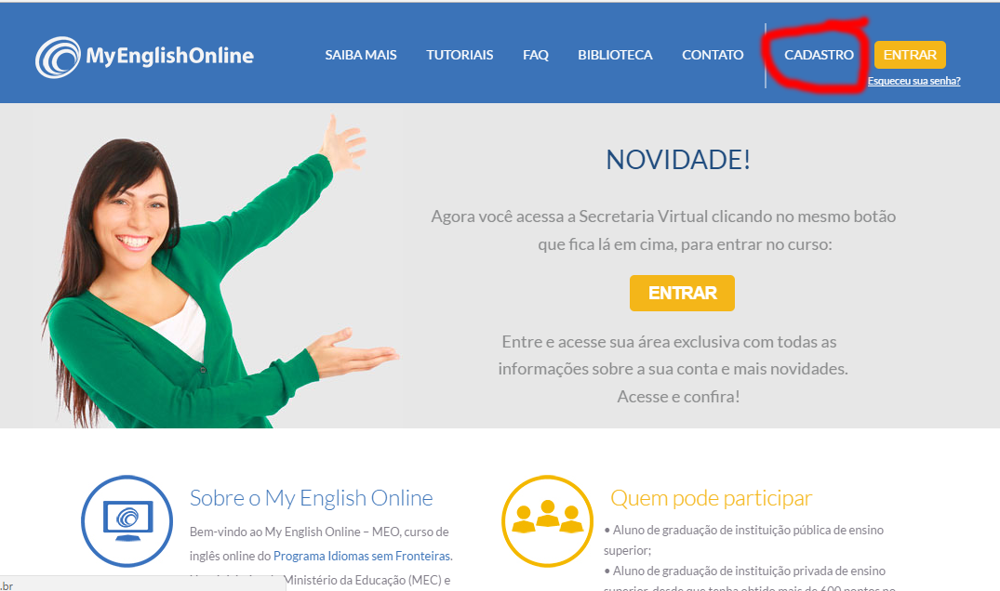 MyEnglishOnline
SAIBA MAIS TUTORIAIS FAQ BIBLIOTECA CONTATO CADASTRO ENTRAR
Esqueceu sua senha?
NOVIDADE!
Agora você acessa a Secretaria Virtual clicando no mesmo botão
que fica lá em cima, para entrar no curso:
ENTRAR
Entre e acesse sua área exclusiva com todas as
informações sobre a sua conta e mais novidades.
Acesse e confira!
Sobre o My English Online
Bem-vindo ao My English Online – MEO, curso de
inglês online do Programa Idiomas sem Fronteiras.
Ministério da Educação (MEC) e
Quem pode participar
• Aluno de graduação de instituição pública de ensino
superior;
• Aluno de graduação de instituição privada de ensino
superior, desde que tenha obtido mais de 600 pontos no
.br